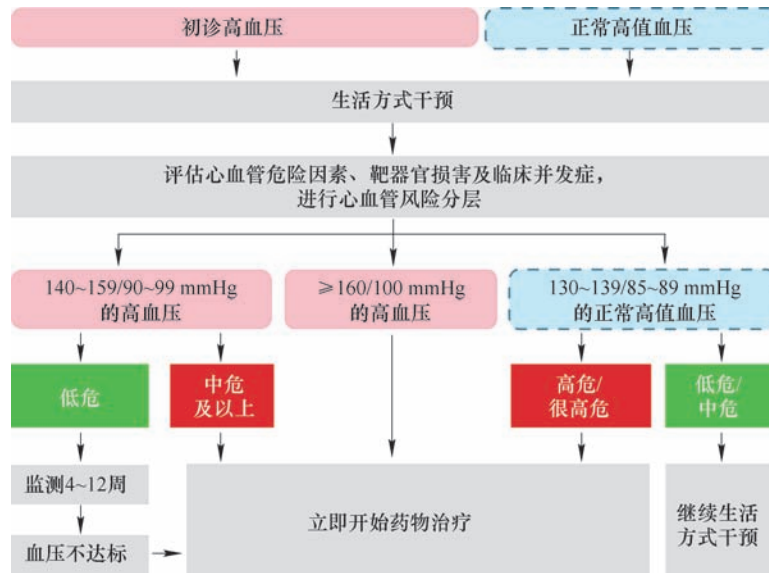 初诊高血压
正常高值血压
生活方式干预
评估心血管危险因素、靶器官损害及临床并发症，
进行心血管风险分层
140~159/90~99 mmHg
的高血压
≥160/100 mmHg
的高血压
130~139/85~89 mmHg
的正常高值血压
低危
中危
及以上
高危/
很高危
低危/
中危
监测4~12周
血压不达标
立即开始药物治疗
继续生活
方式干预